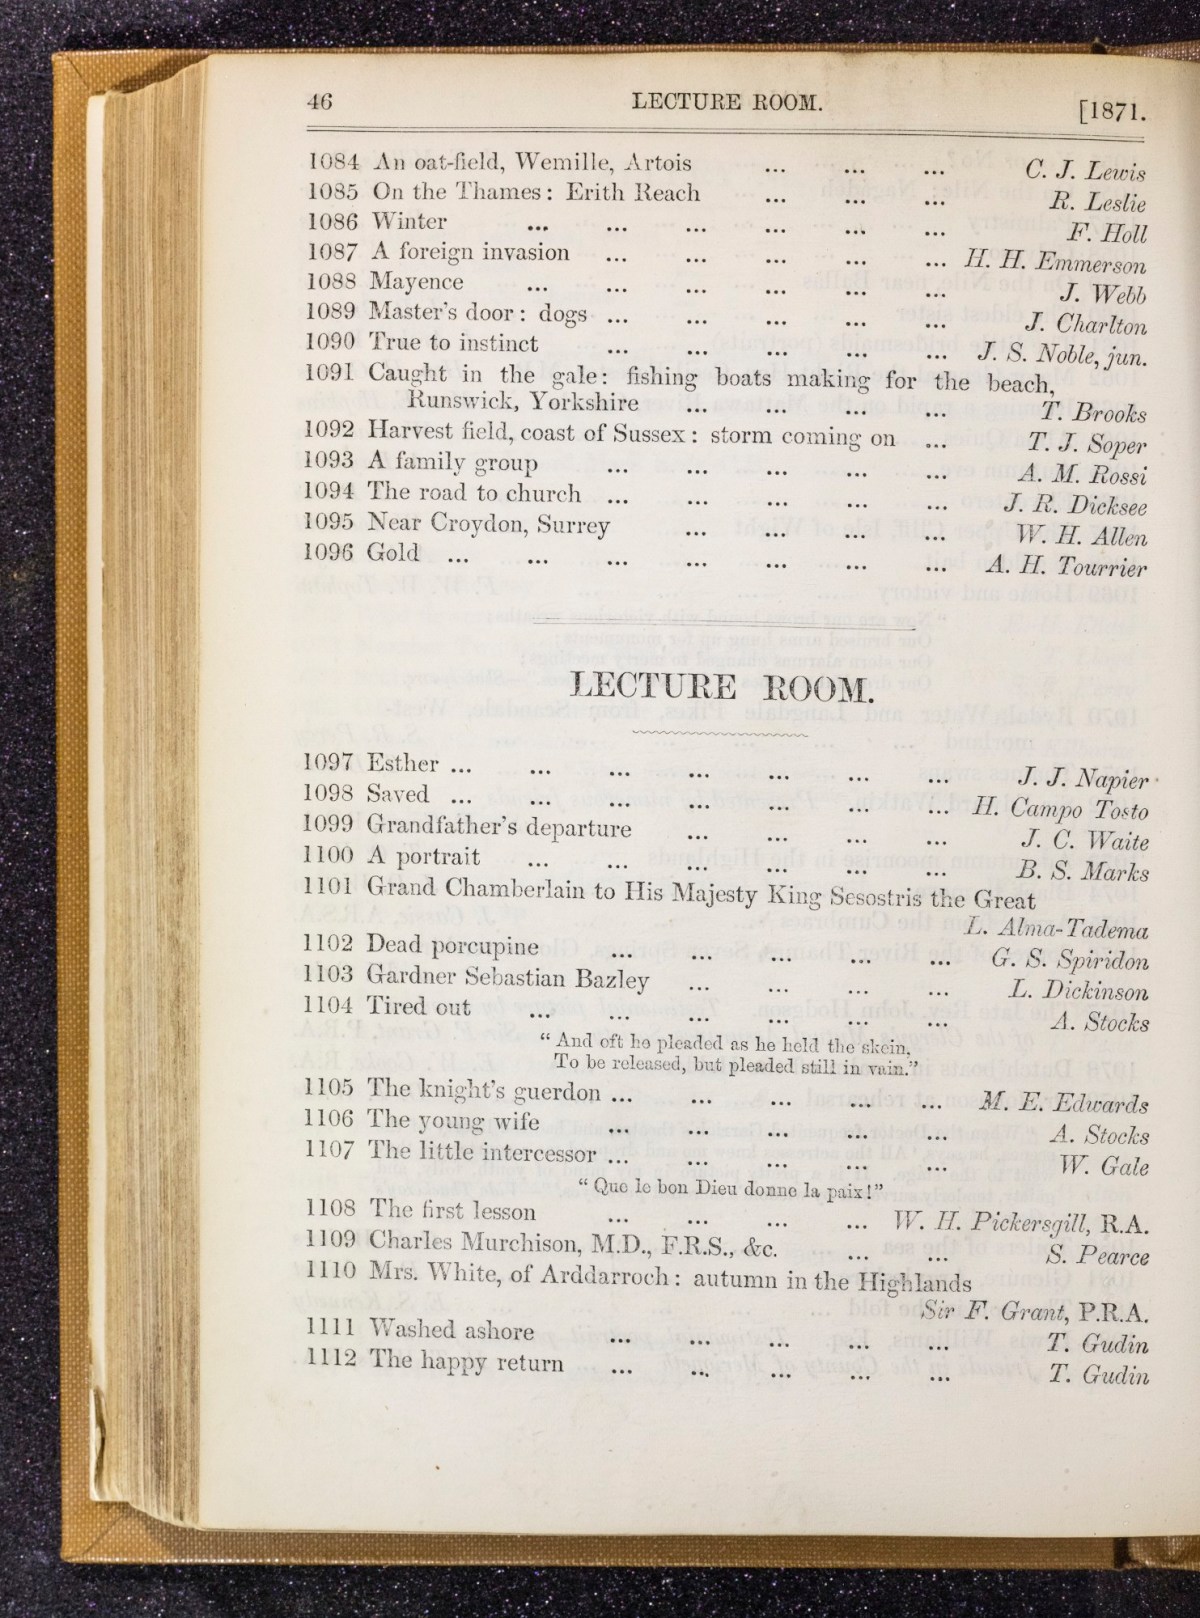 46 LECTURE ROOM. [1871.
1084 An oat-field, Wemille, Artois ... ... ... C. J. Lewis
1085 On the Thames: Erith Reach ... ... ... R. Leslie
1086 Winter ... ... ... ... ... ... F. Holl
1087 A foreign invasion ... ... ... ... ... H. H. Emmerson
1088 Mayence ... ... ... ... ... ... J. Webb
1089 Master's door: dogs ... ... ... ... ... J. Charlton
1090 True to instinct ... ... ... ... ... J. S. Noble, jun.
1091 Caught in the gale: fishing boats making for the beach,
Runswick, Yorkshire ... ... ... ... T. Brooks
1092 Harvest field, coast of Sussex: storm coming on ... T. J. Soper
1093 A family group ... ... ... ... ... A. M. Rossi
1094 The road to church ... ... ... ... ... J. R. Dicksee
1095 Near Croydon, Surrey ... ... ... ... W. H. Allen
1096 Gold ... ... ... ... ... ... ... A. H. Tourrier
LECTURE ROOM.
1097 Esther ... ... ... ... ... ... ... J. J. Napier
1098 Saved ... ... ... ... ... ... ... H. Campo Tosto
1099 Grandfather's departure ... ... ... ... J. C. Waite
1100 A portrait ... ... ... ... ... ... B. S. Marks
1101 Grand Chamberlain to His Majesty King Sesostris the Great
L. Alma-Tadema
1102 Dead porcupine ... ... ... ... ... G. S. Spiridon
1103 Gardner Sebastian Bazley ... ... ... ... L. Dickinson
1104 Tired out ... ... ... ... ... ... A. Stocks
"And oft he pleaded as he held the skein,
To be released, but pleaded still in vain."
1105 The knight's guerdon ... ... ... ... ... M. E. Edwards
1106 The young wife ... ... ... ... ... A. Stocks
1107 The little intercessor ... ... ... ... ... W. Gale
"Que le bon Dieu donne la paix!"
1108 The first lesson ... ... ... ... W. H. Pickersgill, R.A.
1109 Charles Murchison, M.D., F.R.S., &c. ... ... S. Pearce
1110 Mrs. White, of Arddarroch: autumn in the Highlands
Sir F. Grant, P.R.A.
1111 Washed ashore ... ... ... ... ... T. Gudin
1112 The happy return ... ... ... ... ... T. Gudin